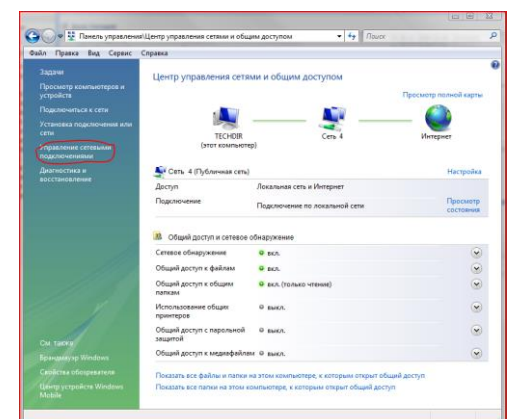 Панель управления\Центр управления сетями и общим доступом
Поиск
Файл Правка Вид Сервис Справка
Задачи
Просмотр компьютеров и
устройств
Подключиться к сети
Установка подключения или
сети
Управление сетевыми
подключениями
Диагностика и
восстановление
См. также
Брандмауэр Windows
Свойства обозревателя
Центр устройств Windows
Mobile
Центр управления сетями и общим доступом
Просмотр полной карты
TECHDIR
(этот компьютер)
Сеть 4
Интернет
Сеть 4 (Публичная сеть)
Настройка
Доступ Локальная сеть и Интернет
Подключение Подключение по локальной сети
Просмотр
состояния
Общий доступ и сетевое обнаружение
Сетевое обнаружение вкл.
Общий доступ к файлам вкл.
Общий доступ к общим
папкам
вкл. (только чтение)
Использование общих
принтеров
выкл.
Общий доступ с парольной
защитой
выкл.
Общий доступ к медиафайлам выкл.
Показать все файлы и папки на этом компьютере, к которым открыт общий доступ
Показать все папки на этом компьютере, к которым открыт общий доступ